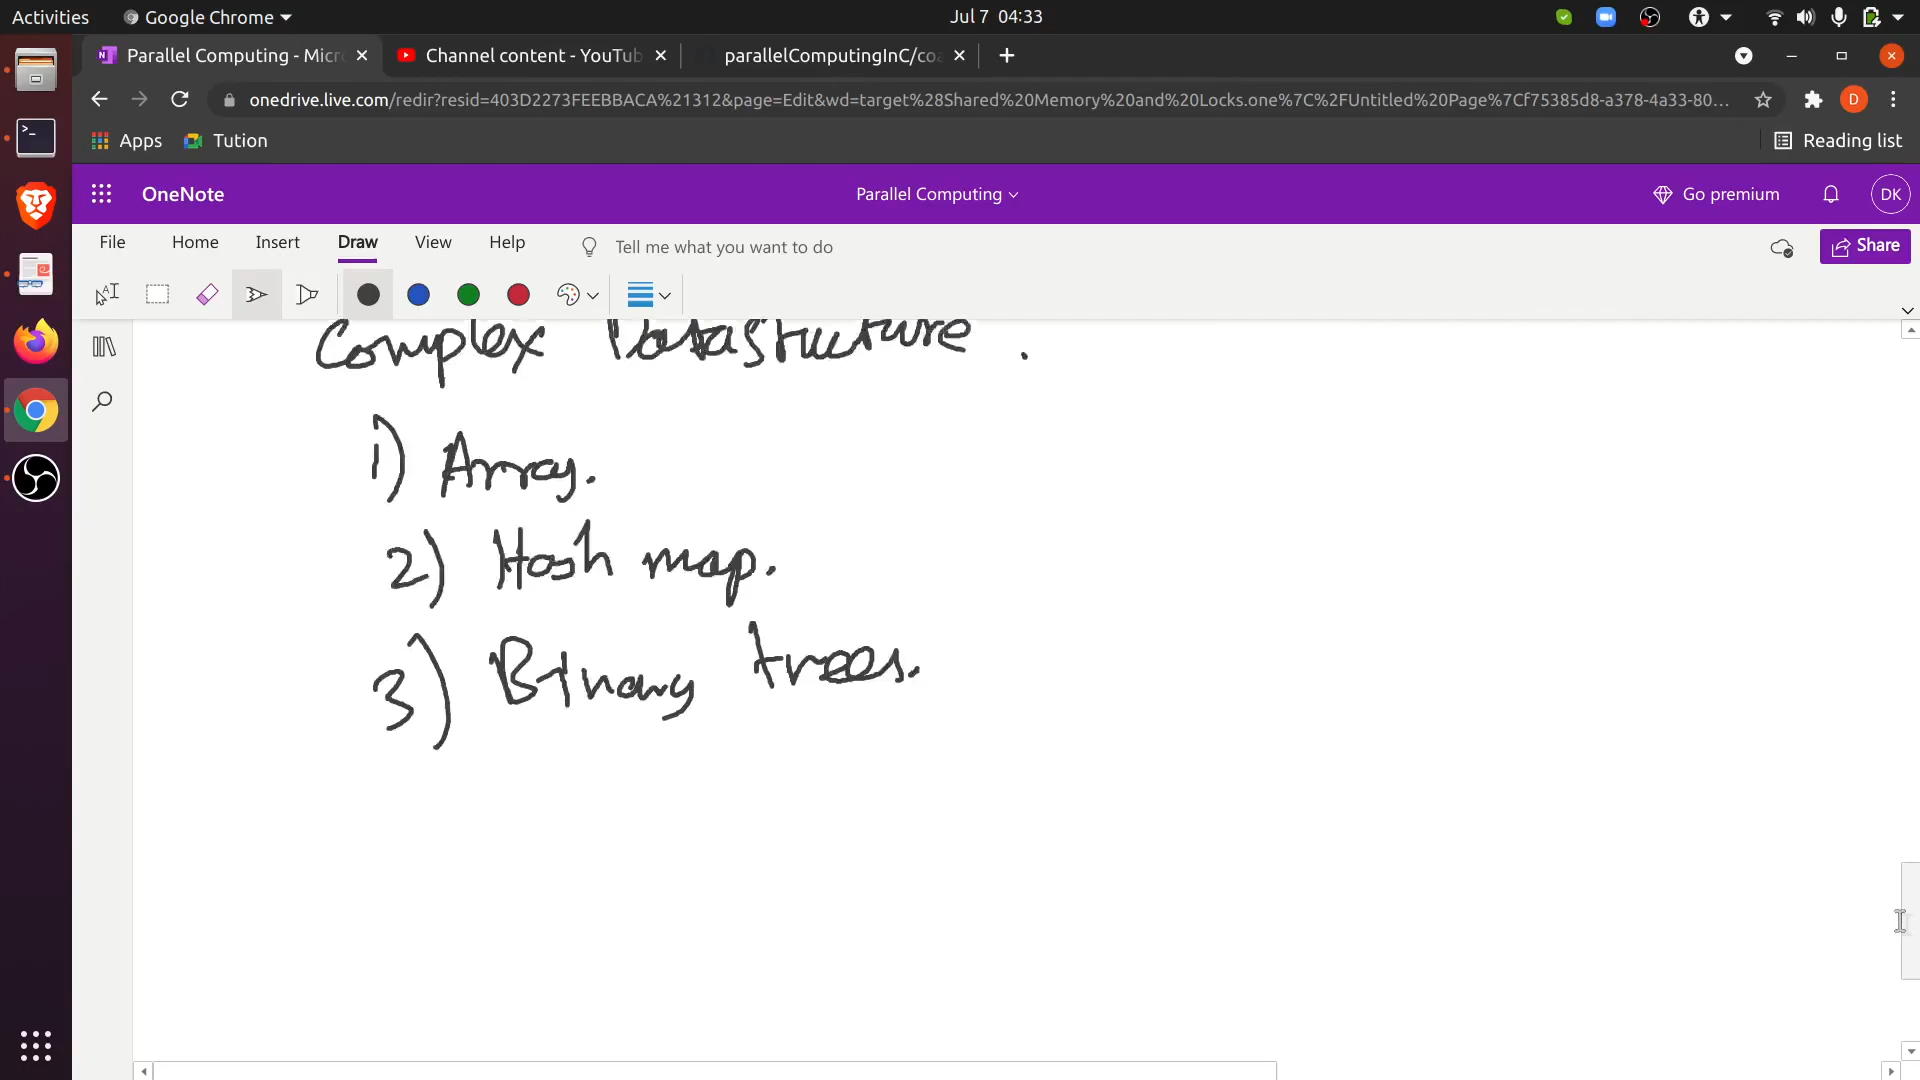 Activities Google Chrome Jul 7 04:33
Parallel Computing - Micr Channel content - YouTub parallelComputingInC/coa
onedrive.live.com/redir?resid=403D2273FEEBBACA%21312&page=Edit&wd=target%28Shared%20Memory%20and%20Locks.one%7C%2FUntitled%20Page%7Cf75385d8-a378-4a33-80... D
Apps Tution Reading list
OneNote Parallel Computing Go premium DK
File Home Insert Draw View Help Tell me what you want to do Share
Complex Datastucture .
1) Array.
2) Hash map.
3) Binary trees.